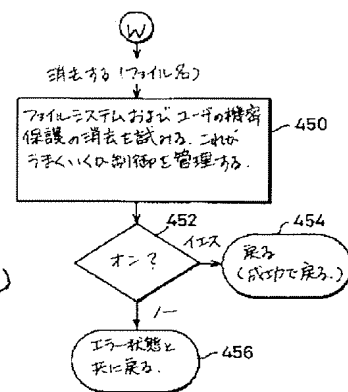 W
消去する(ファイル名)
ファイルシステムおよびユーザの機密
保護の消去を試みる.これが
うまくいくか制御を管理する.
450
452
オン?
イエス
454
戻る
(成功で戻る.)
ノー
エラー状態と
共に戻る.
456